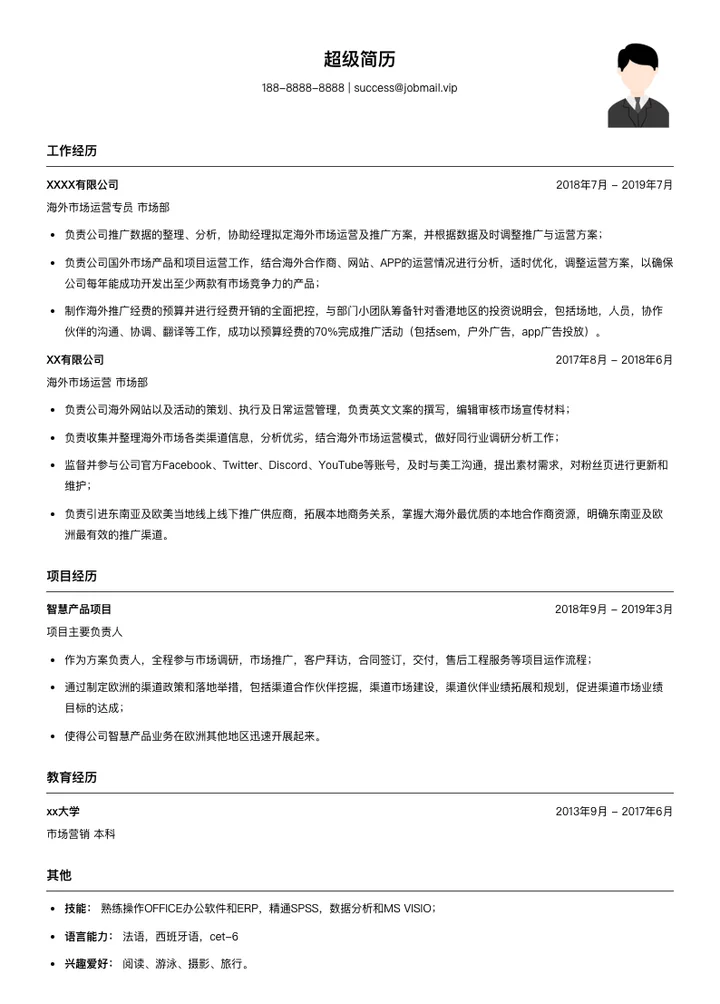 超级简历
188-8888-8888 | success@jobmail.vip
工作经历
XXXX有限公司 2018年7月 - 2019年7月
海外市场运营专员 市场部
• 负责公司推广数据的整理、分析，协助经理拟定海外市场运营及推广方案，并根据数据及时调整推广与运营方案；
• 负责公司国外市场产品和项目运营工作，结合海外合作商、网站、APP的运营情况进行分析，适时优化，调整运营方案，以确保
公司每年能成功开发出至少两款有市场竞争力的产品；
• 制作海外推广经费的预算并进行经费开销的全面把控，与部门小团队筹备针对香港地区的投资说明会，包括场地，人员，协作
伙伴的沟通、协调、翻译等工作，成功以预算经费的70%完成推广活动（包括sem，户外广告，app广告投放）。
XX有限公司 2017年8月 - 2018年6月
海外市场运营 市场部
• 负责公司海外网站以及活动的策划、执行及日常运营管理，负责英文文案的撰写，编辑审核市场宣传材料；
• 负责收集并整理海外市场各类渠道信息，分析优劣，结合海外市场运营模式，做好同行业调研分析工作；
• 监督并参与公司官方Facebook、Twitter、Discord、YouTube等账号，及时与美工沟通，提出素材需求，对粉丝页进行更新和
维护；
• 负责引进东南亚及欧美当地线上线下推广供应商，拓展本地商务关系，掌握大海外最优质的本地合作商资源，明确东南亚及欧
洲最有效的推广渠道。
项目经历
智慧产品项目 2018年9月 - 2019年3月
项目主要负责人
• 作为方案负责人，全程参与市场调研，市场推广，客户拜访，合同签订，交付，售后工程服务等项目运作流程；
• 通过制定欧洲的渠道政策和落地举措，包括渠道合作伙伴挖掘，渠道市场建设，渠道伙伴业绩拓展和规划，促进渠道市场业绩
目标的达成；
• 使得公司智慧产品业务在欧洲其他地区迅速开展起来。
教育经历
xx大学 2013年9月 - 2017年6月
市场营销 本科
其他
• 技能： 熟练操作OFFICE办公软件和ERP，精通SPSS，数据分析和MS VISIO；
• 语言能力： 法语，西班牙语，cet-6
• 兴趣爱好： 阅读、游泳、摄影、旅行。